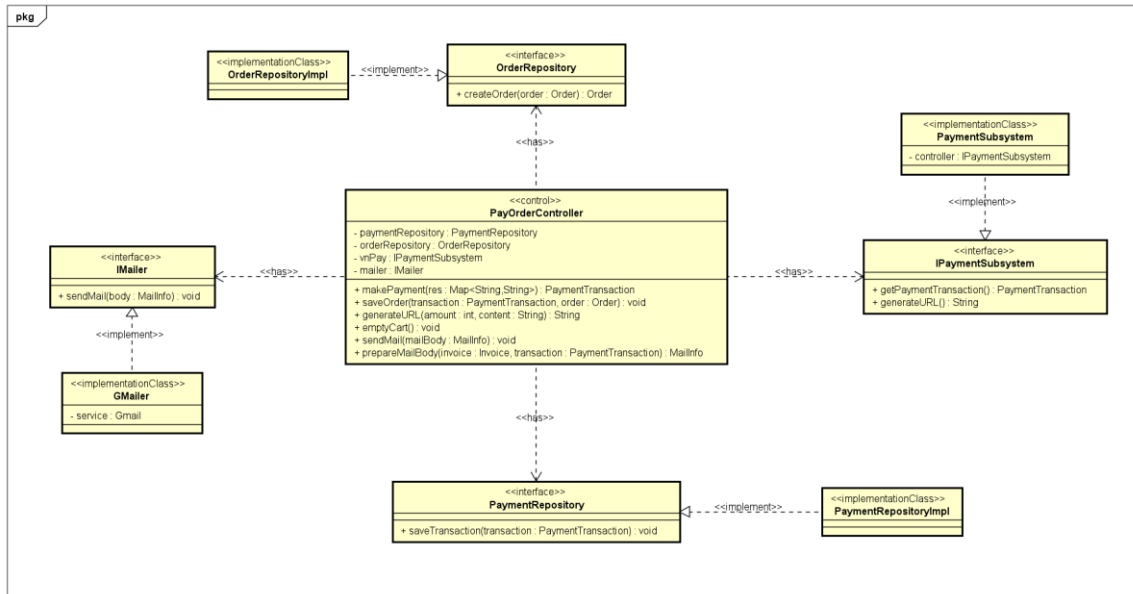 pkg
<<implementationClass>>
OrderRepositoryImpl
<<implement>>
<<interface>>
OrderRepository
+ createOrder(order : Order) : Order
<<has>>
<<implementationClass>>
PaymentSubsystem
- controller : IPaymentSubsystem
<<implement>>
<<control>>
PayOrderController
- paymentRepository : PaymentRepository
- orderRepository : OrderRepository
- vnPay : IPaymentSubsystem
- mailer : IMailer
+ makePayment(res : Map<String,String>) : PaymentTransaction
+ saveOrder(transaction : PaymentTransaction, order : Order) : void
+ generateURL(amount : int, content : String) : String
+ emptyCart() : void
+ sendMail(mailBody : MailInfo) : void
+ prepareMailBody(invoice : Invoice, transaction : PaymentTransaction) : MailInfo
<<interface>>
IMailer
+ sendMail(body : MailInfo) : void
<<has>>
<<has>>
<<interface>>
IPaymentSubsystem
+ getPaymentTransaction() : PaymentTransaction
+ generateURL() : String
<<implement>>
<<implementationClass>>
GMailer
- service : Gmail
<<has>>
<<interface>>
PaymentRepository
+ saveTransaction(transaction : PaymentTransaction) : void
<<implement>>
<<implementationClass>>
PaymentRepositoryImpl